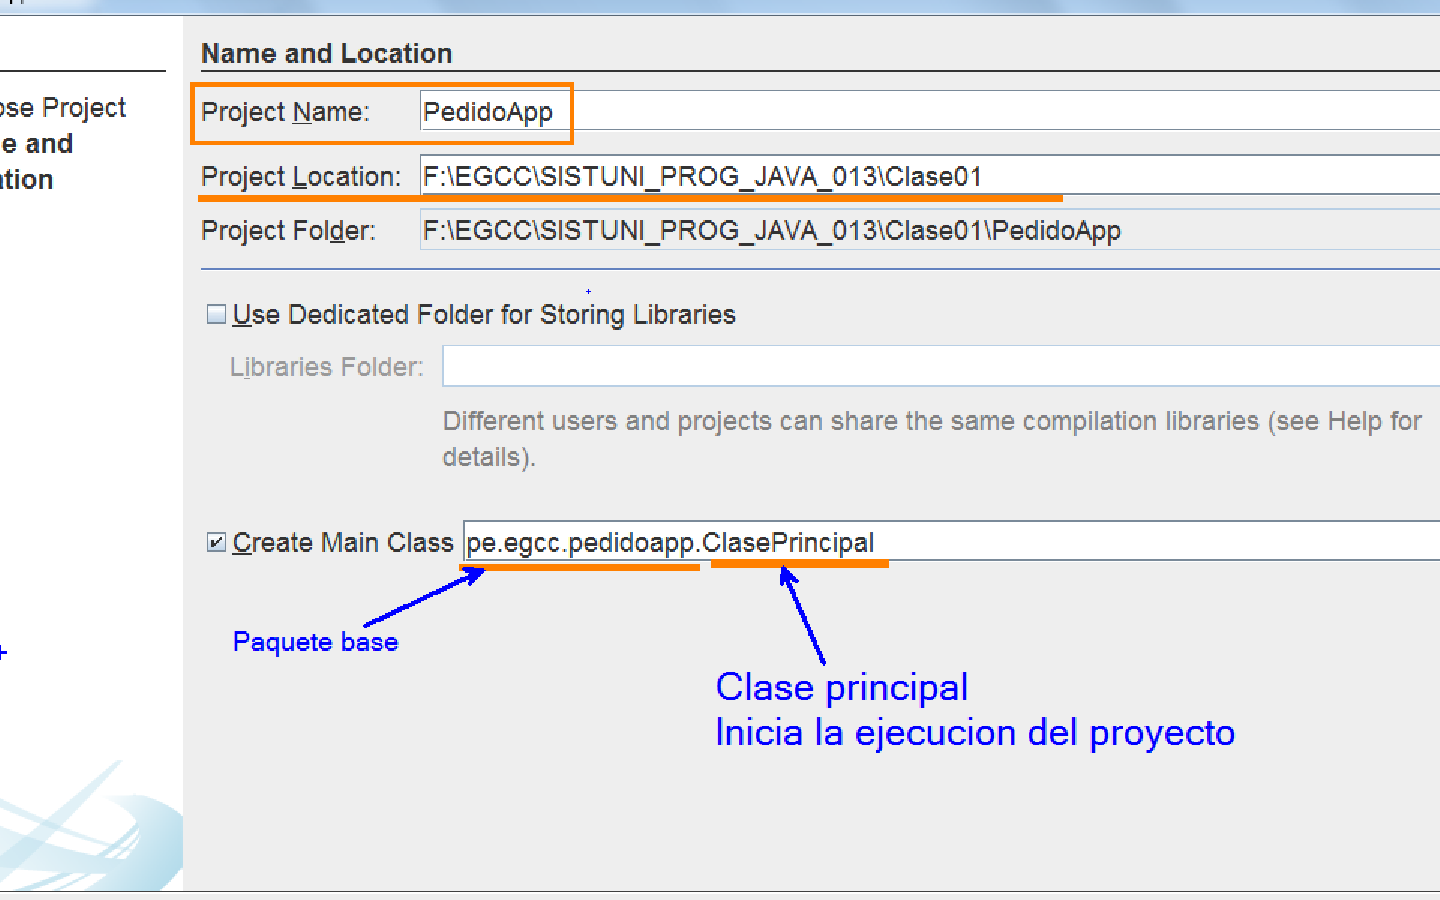 Name and Location
ose Project
e and
ation
Project Name: PedidoApp
Project Location: F:\EGCC\SISTUNI_PROG_JAVA_013\Clase01
Project Folder: F:\EGCC\SISTUNI_PROG_JAVA_013\Clase01\PedidoApp
Use Dedicated Folder for Storing Libraries
Libraries Folder:
Different users and projects can share the same compilation libraries (see Help for
details).
Create Main Class pe.egcc.pedidoapp.ClasePrincipal
Paquete base
Clase principal
Inicia la ejecucion del proyecto